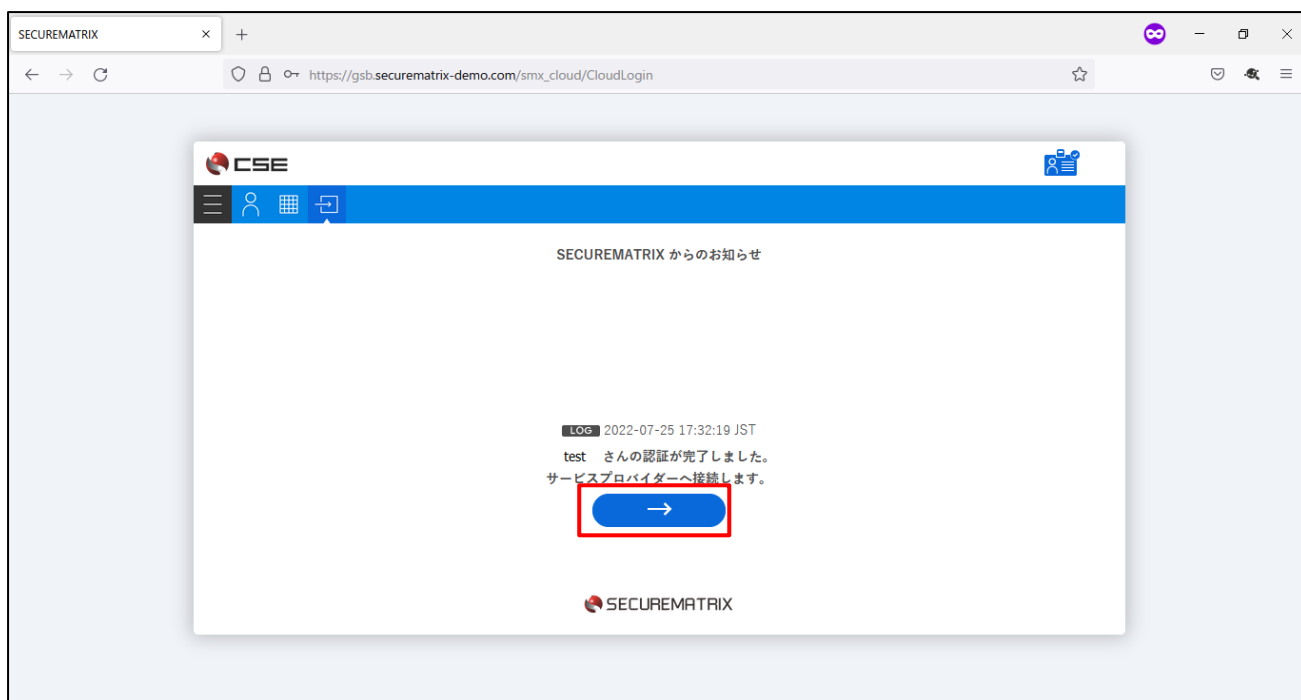 SECUREMATRIX
https://gsb.securematrix-demo.com/smx_cloud/CloudLogin
CSE
SECUREMATRIX からのお知らせ
LOG 2022-07-25 17:32:19 JST
test さんの認証が完了しました。
サービスプロバイダーへ接続します。
SECUREMATRIX